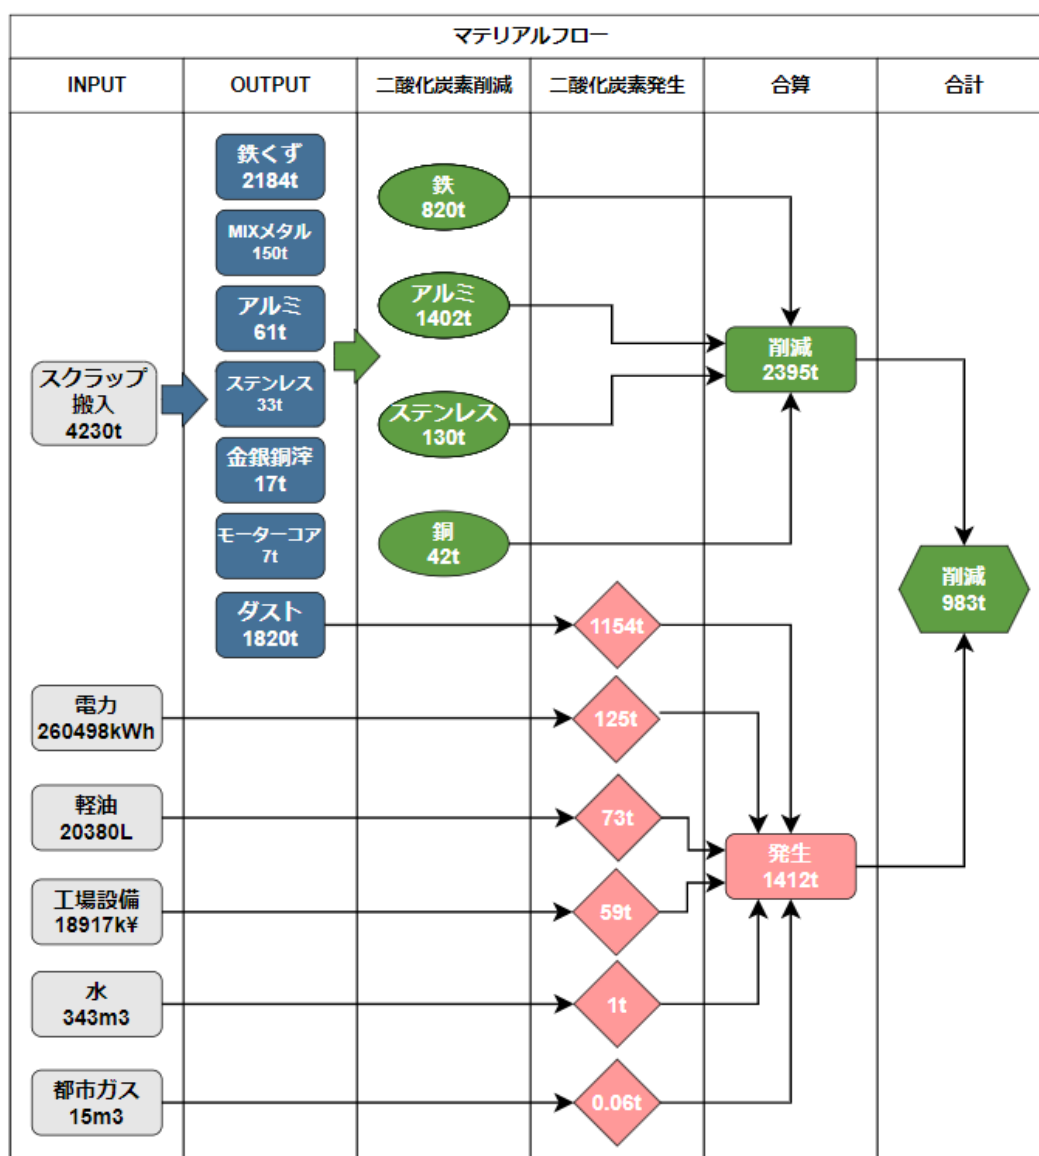 マテリアルフロー
INPUT
OUTPUT
二酸化炭素削減
二酸化炭素発生
合算
合計
スクラップ
搬入
4230t
鉄くず
2184t
MIXメタル
150t
アルミ
61t
ステンレス
33t
金銀銅滓
17t
モーターコア
7t
ダスト
1820t
鉄
820t
アルミ
1402t
ステンレス
130t
銅
42t
削減
2395t
削減
983t
1154t
電力
260498kWh
125t
軽油
20380L
73t
発生
1412t
工場設備
18917k¥
59t
水
343m3
1t
都市ガス
15m3
0.06t